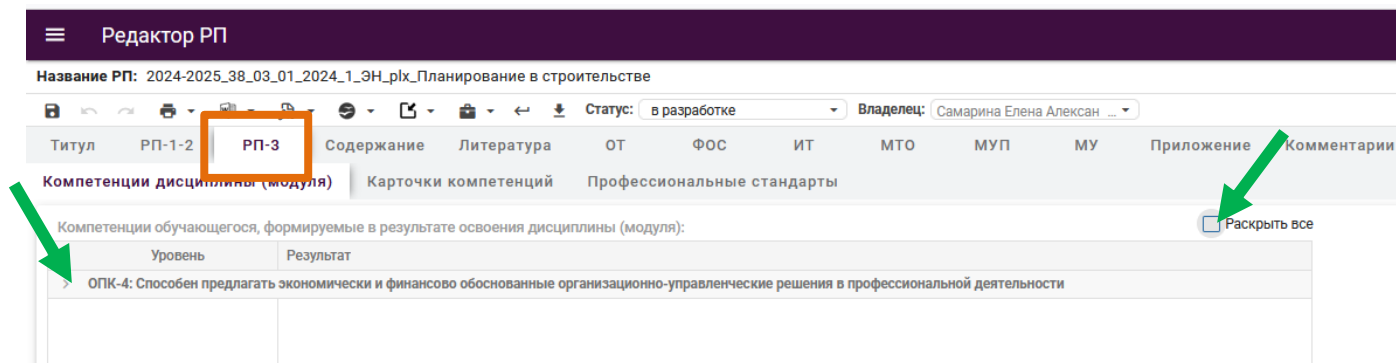 Редактор РП
Название РП: 2024-2025_38_03_01_2024_1_ЭН_plx_Планирование в строительстве
Статус: в разработке Владелец: Самарина Елена Алексан ...
Титул РП-1-2 РП-3 Содержание Литература ОТ ФОС ИТ МТО МУП МУ Приложение Комментарии
Компетенции дисциплины (модуля) Карточки компетенций Профессиональные стандарты
Компетенции обучающегося, формируемые в результате освоения дисциплины (модуля): Раскрыть все
Уровень Результат
ОПК-4: Способен предлагать экономически и финансово обоснованные организационно-управленческие решения в профессиональной деятельности